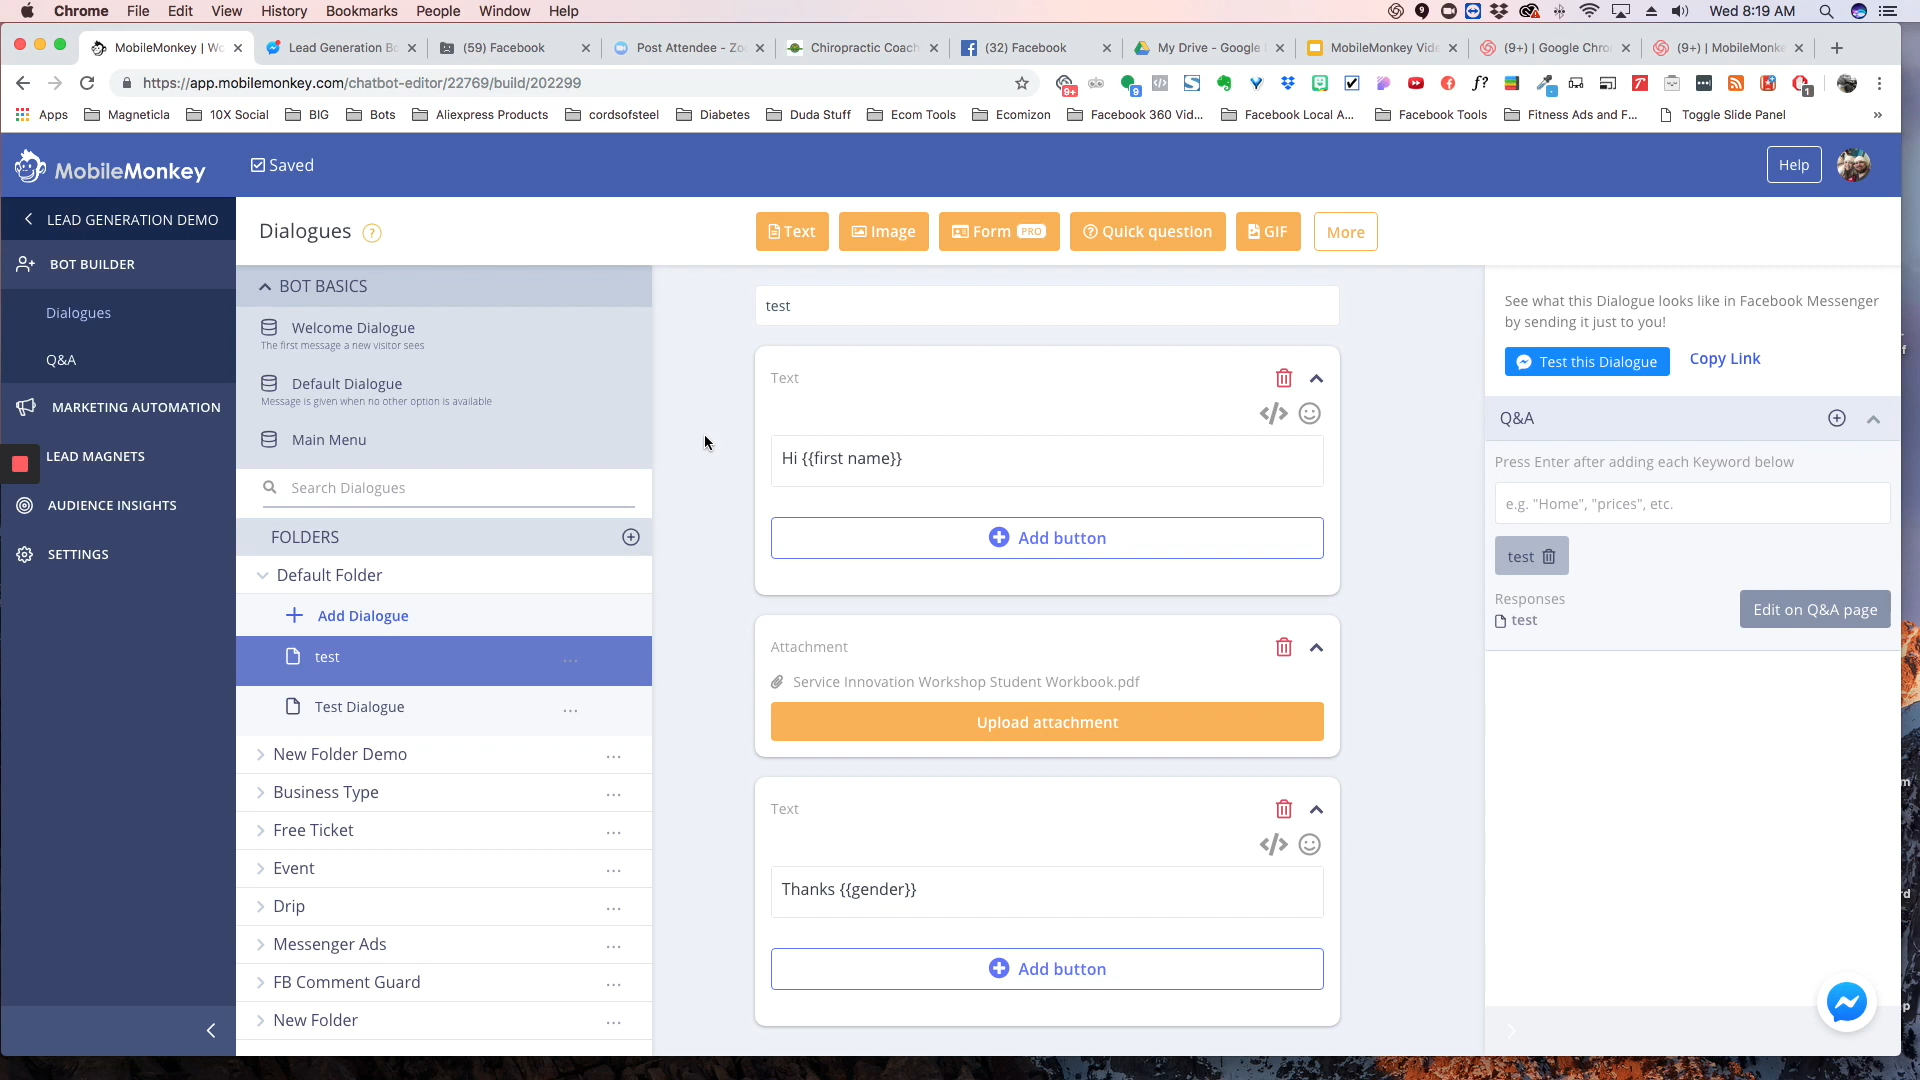 Chrome File Edit View History Bookmarks People Window Help 9 Wed 8:19 AM
MobileMonkey | Wo Lead Generation Bo (59) Facebook Post Attendee - Zo Chiropractic Coach (32) Facebook My Drive - Google MobileMonkey Vide (9+) | Google Chro (9+) | MobileMonke
https://app.mobilemonkey.com/chatbot-editor/22769/build/202299 9+ 9 f? 1
Apps Magneticla 10X Social BIG Bots Aliexpress Products cordsofsteel Diabetes Duda Stuff Ecom Tools Ecomizon Facebook 360 Vid... Facebook Local A... Facebook Tools Fitness Ads and F... Toggle Slide Panel »
MobileMonkey Saved Help
LEAD GENERATION DEMO
BOT BUILDER
Dialogues
Q&A
MARKETING AUTOMATION
LEAD MAGNETS
AUDIENCE INSIGHTS
SETTINGS
Dialogues ?
Text Image Form PRO Quick question GIF More
BOT BASICS
Welcome Dialogue
The first message a new visitor sees
Default Dialogue
Message is given when no other option is available
Main Menu
Search Dialogues
FOLDERS
Default Folder
Add Dialogue
test ...
Test Dialogue ...
New Folder Demo ...
Business Type ...
Free Ticket ...
Event ...
Drip ...
Messenger Ads ...
FB Comment Guard ...
New Folder ...
test
Text
</>
Hi {{first name}}
Add button
Attachment
Service Innovation Workshop Student Workbook.pdf
Upload attachment
Text
</>
Thanks {{gender}}
Add button
See what this Dialogue looks like in Facebook Messenger
by sending it just to you!
Test this Dialogue Copy Link
Q&A
Press Enter after adding each Keyword below
e.g. "Home", "prices", etc.
test
Responses
test
Edit on Q&A page